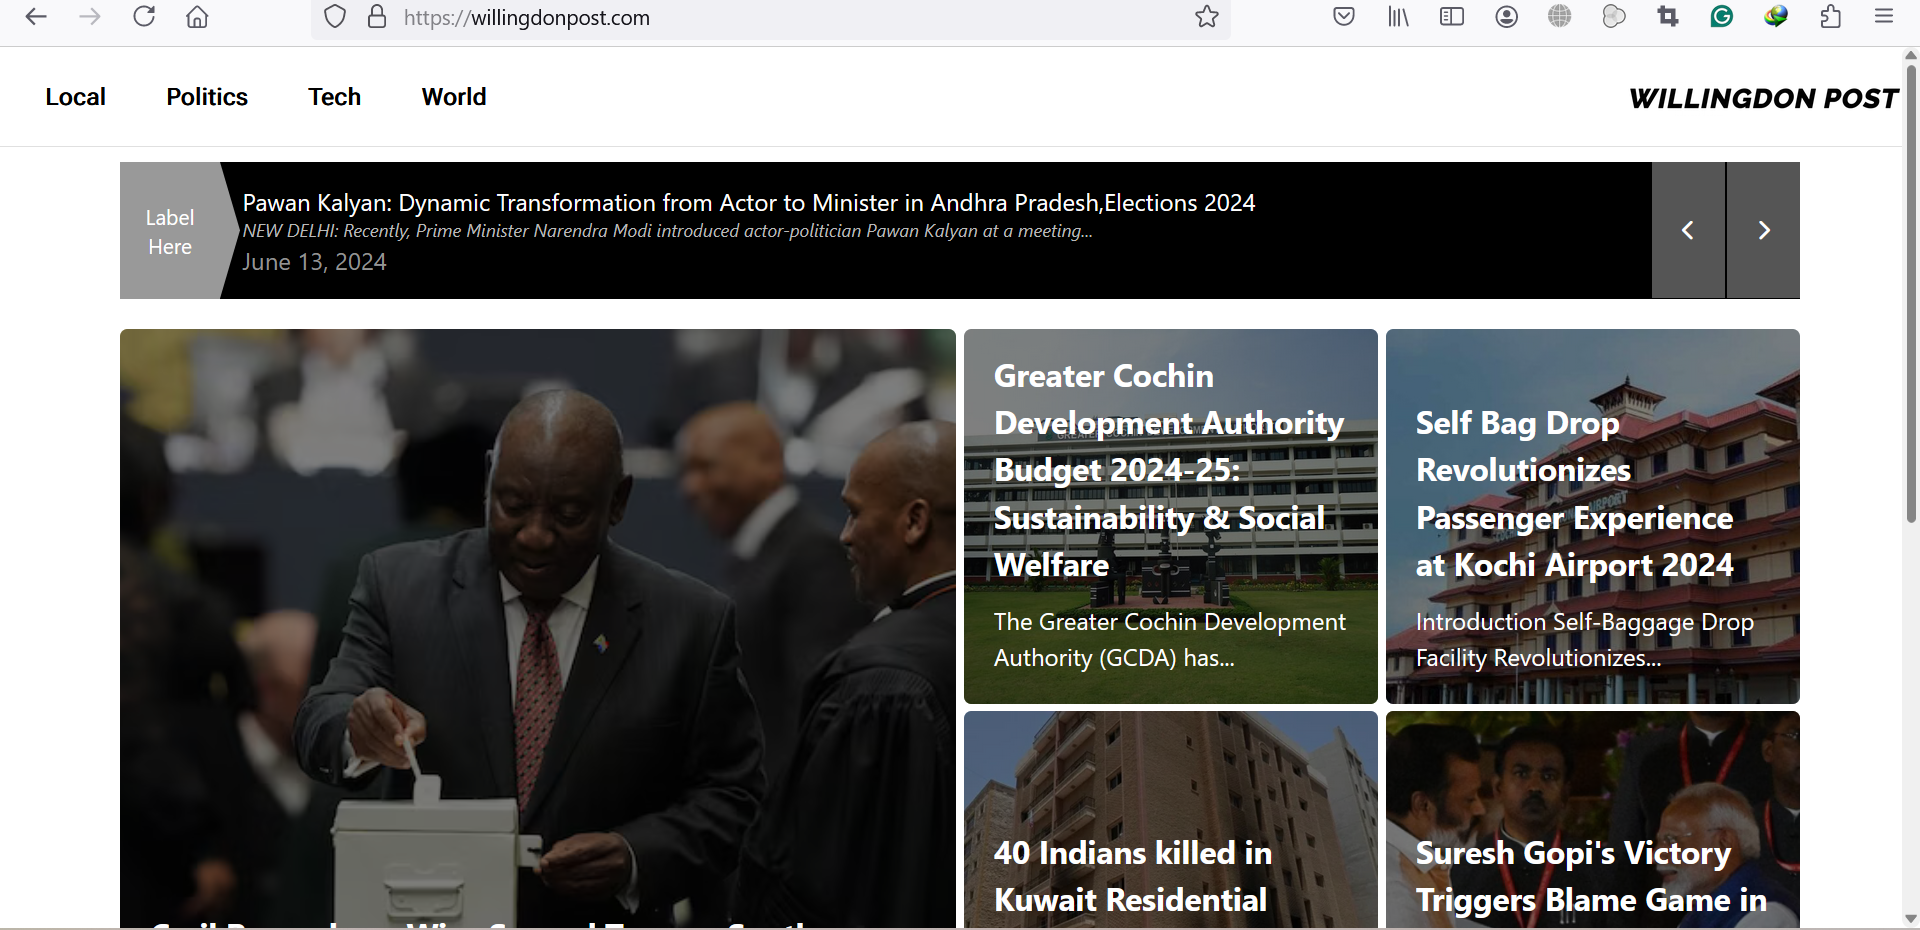 https://willingdonpost.com
Local Politics Tech World
WILLINGDON POST
Label
Here
Pawan Kalyan: Dynamic Transformation from Actor to Minister in Andhra Pradesh,Elections 2024
NEW DELHI: Recently, Prime Minister Narendra Modi introduced actor-politician Pawan Kalyan at a meeting...
June 13, 2024
Greater Cochin
Development Authority
Budget 2024-25:
Sustainability & Social
Welfare
The Greater Cochin Development
Authority (GCDA) has...
Self Bag Drop
Revolutionizes
Passenger Experience
at Kochi Airport 2024
Introduction Self-Baggage Drop
Facility Revolutionizes...
40 Indians killed in
Kuwait Residential
Suresh Gopi's Victory
Triggers Blame Game in